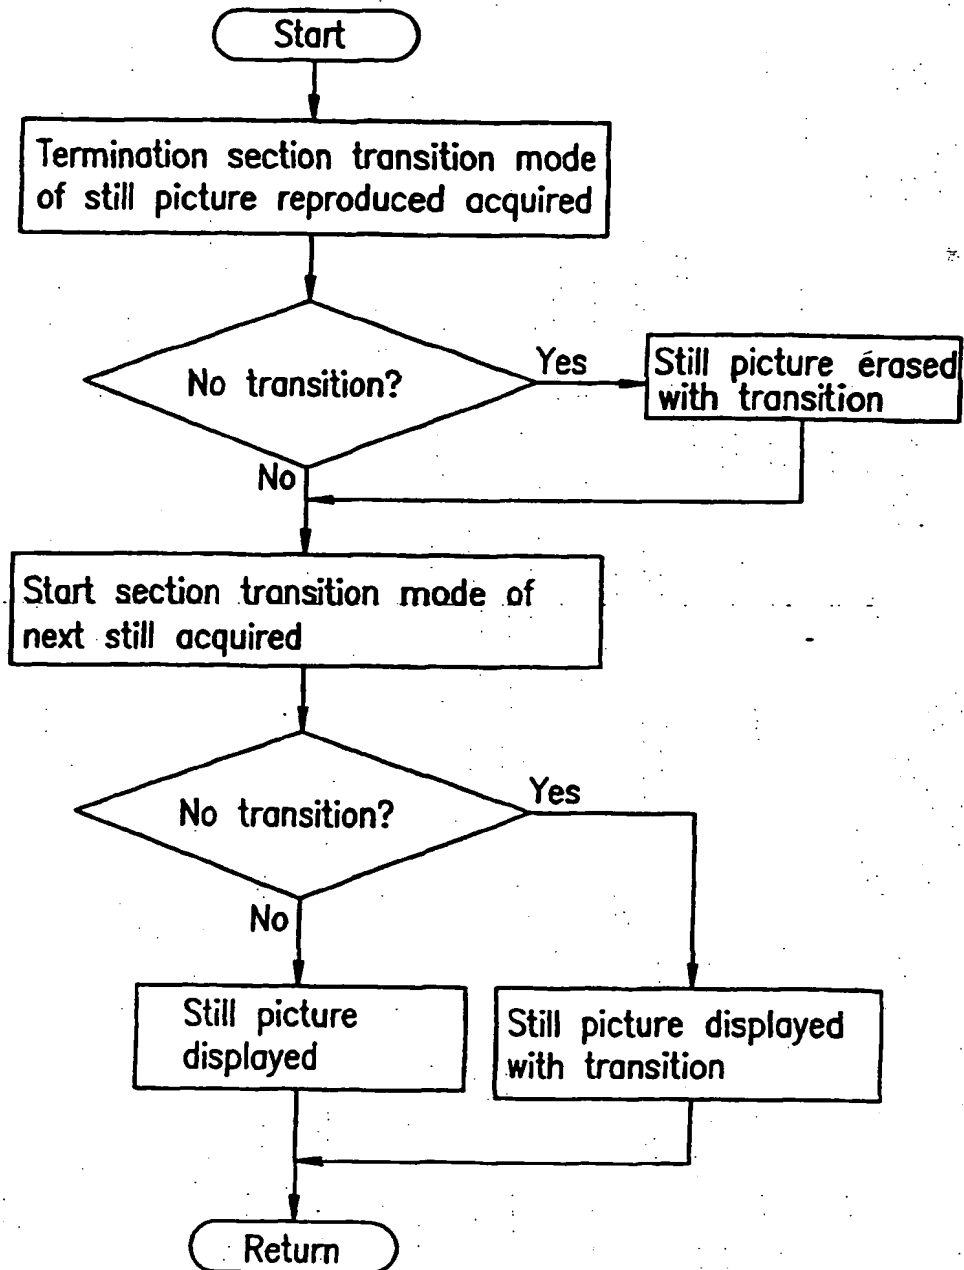 Start
Termination section transition mode
of still picture reproduced acquired
No transition?
Yes
Still picture erased
with transition
No
Start section transition mode of
next still acquired
No transition?
Yes
No
Still picture
displayed
Still picture displayed
with transition
Return